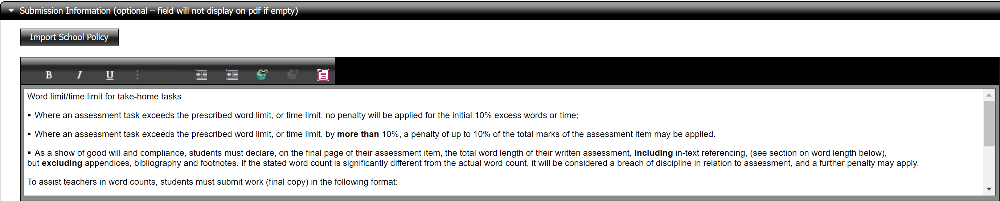 Submission Information (optional – field will not display on pdf if empty)
Import School Policy
B I U .txt
Word limit/time limit for take-home tasks
▪ Where an assessment task exceeds the prescribed word limit, or time limit, no penalty will be applied for the initial 10% excess words or time;
▪ Where an assessment task exceeds the prescribed word limit, or time limit, by more than 10%, a penalty of up to 10% of the total marks of the assessment item may be applied.
▪ As a show of good will and compliance, students must declare, on the final page of their assessment item, the total word length of their written assessment, including in-text referencing, (see section on word length below),
but excluding appendices, bibliography and footnotes. If the stated word count is significantly different from the actual word count, it will be considered a breach of discipline in relation to assessment, and a further penalty may apply.
To assist teachers in word counts, students must submit work (final copy) in the following format: